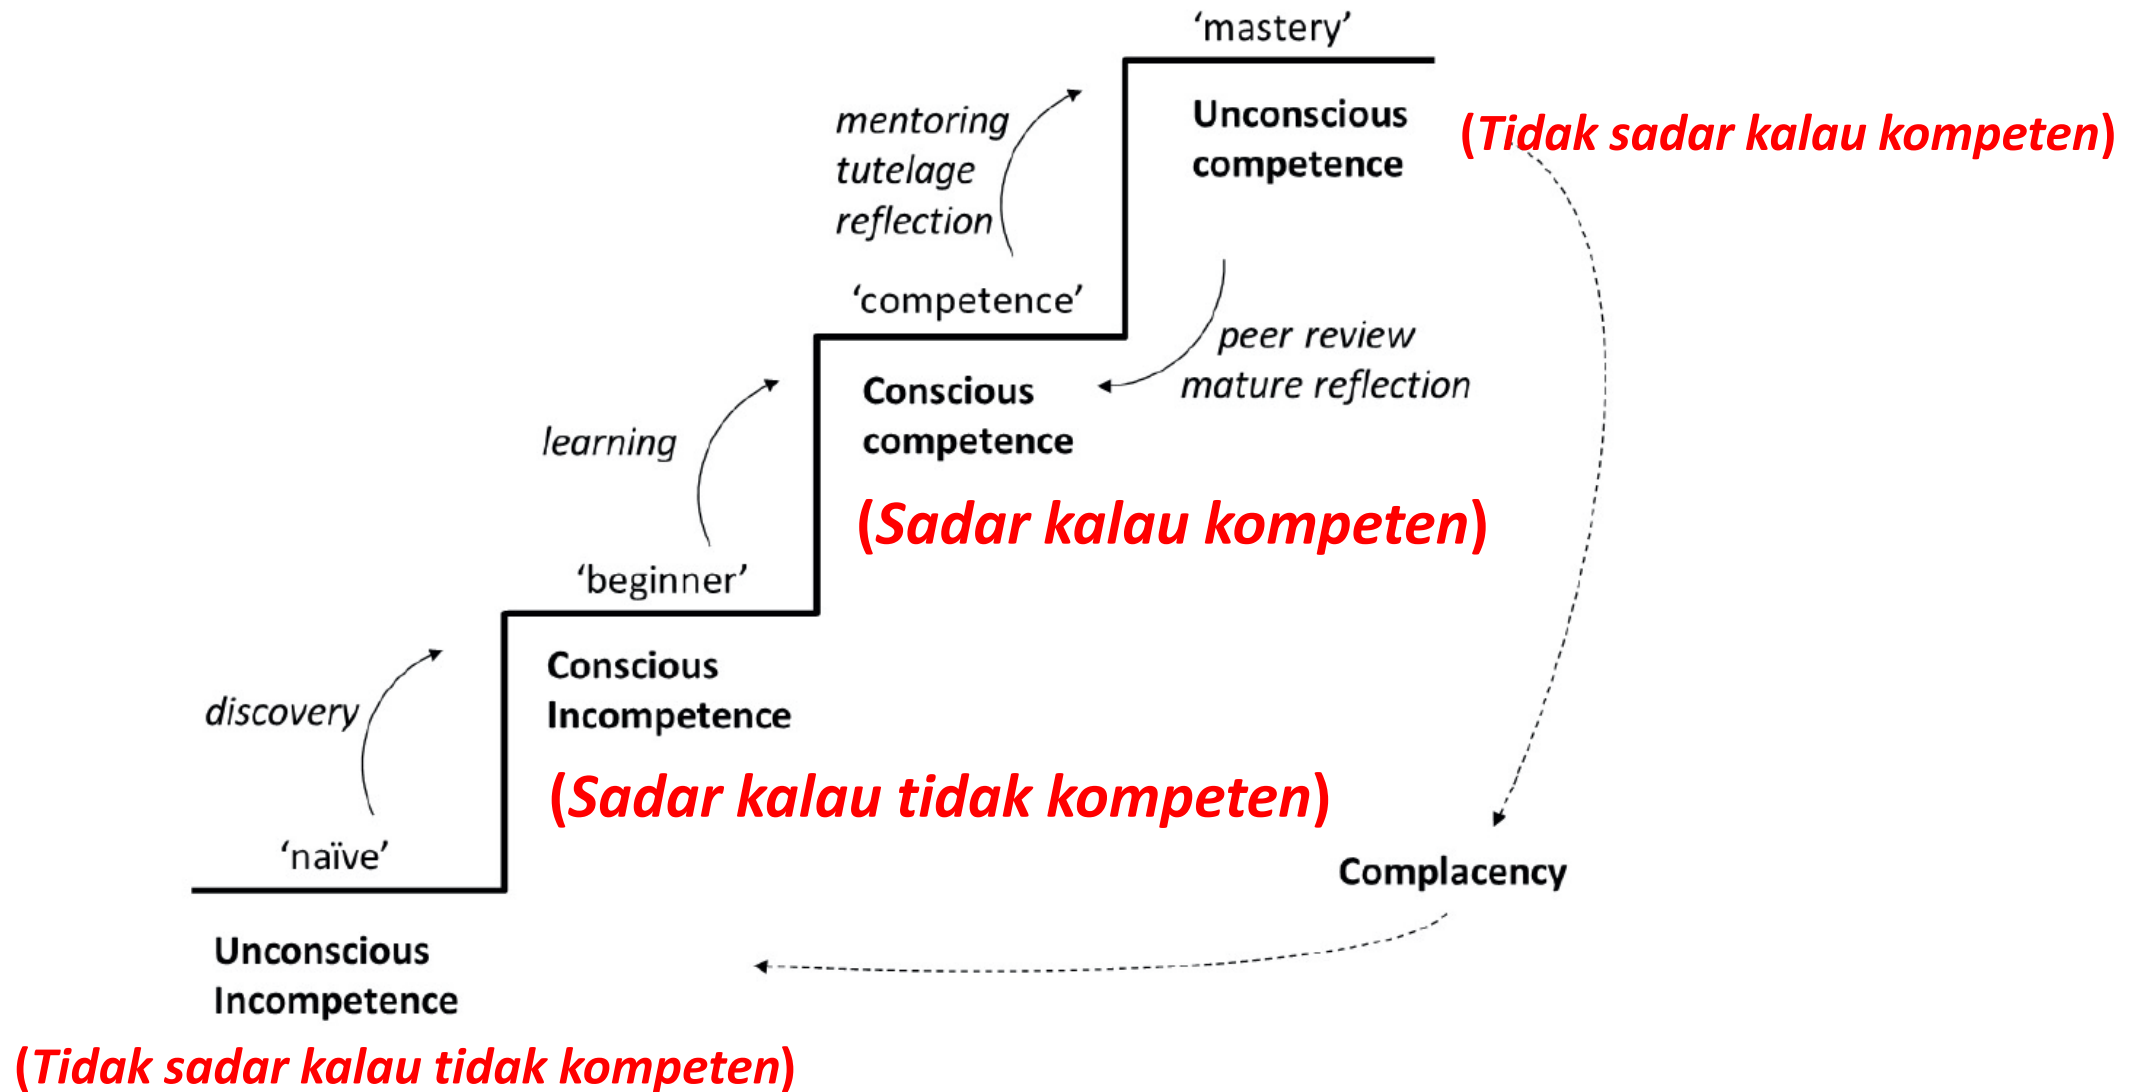 ‘mastery’
Unconscious
competence
(Tidak sadar kalau kompeten)
mentoring
tutelage
reflection
‘competence’
peer review
mature reflection
Conscious
competence
(Sadar kalau kompeten)
learning
‘beginner’
Conscious
Incompetence
(Sadar kalau tidak kompeten)
discovery
‘naïve’
Complacency
Unconscious
Incompetence
(Tidak sadar kalau tidak kompeten)